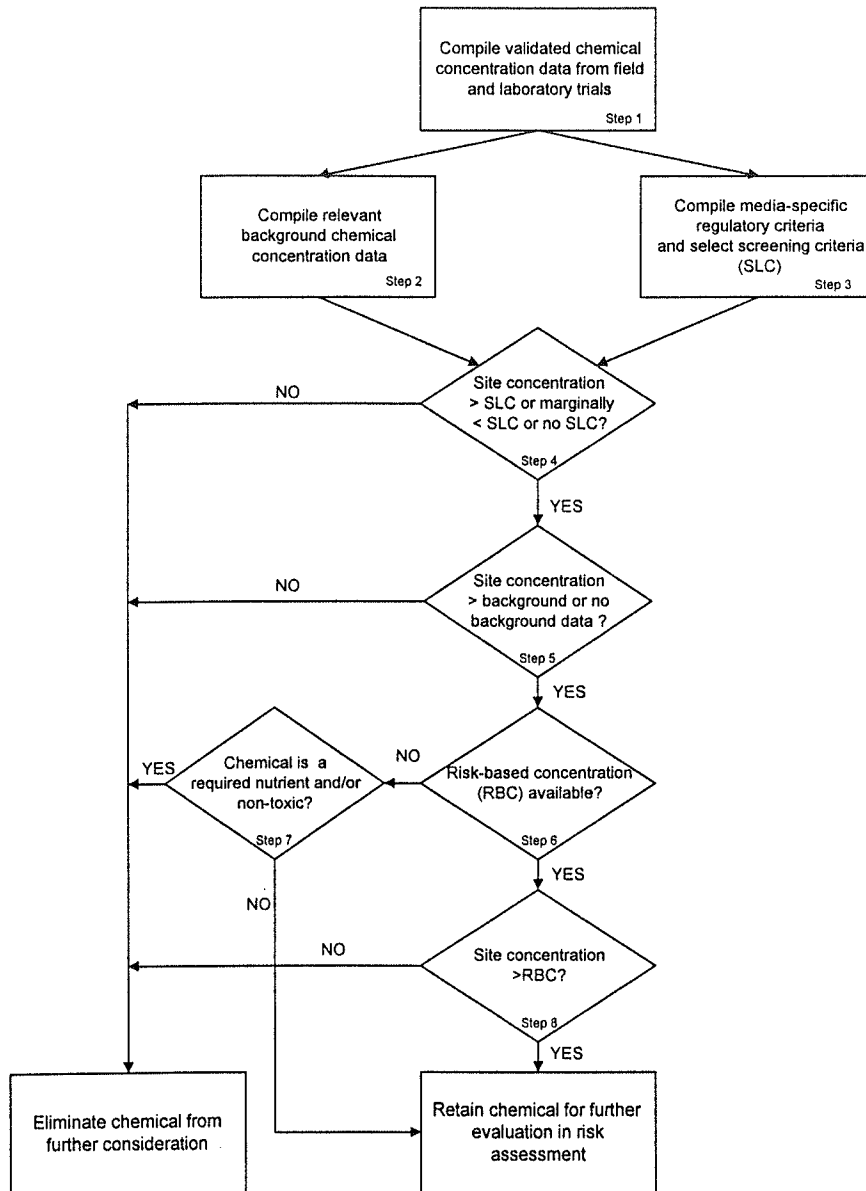 Compile validated chemical
concentration data from field
and laboratory trials
Step 1
Compile relevant
background chemical
concentration data
Step 2
Compile media-specific
regulatory criteria
and select screening criteria
(SLC)
Step 3
Site concentration
> SLC or marginally
< SLC or no SLC?
Step 4
NO
YES
Site concentration
> background or no
background data ?
Step 5
NO
YES
Risk-based concentration
(RBC) available?
Step 6
NO
YES
Chemical is a
required nutrient and/or
non-toxic?
Step 7
YES
NO
Site concentration
>RBC?
Step 8
NO
YES
Eliminate chemical from
further consideration
Retain chemical for further
evaluation in risk
assessment